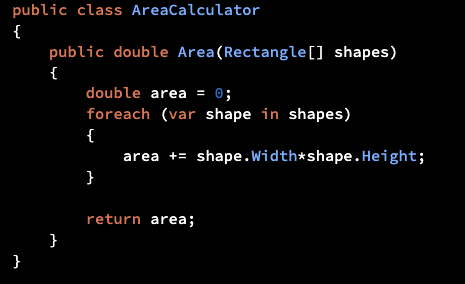 public class AreaCalculator
{
    public double Area(Rectangle[] shapes)
    {
        double area = 0;
        foreach (var shape in shapes)
        {
            area += shape.Width*shape.Height;
        }

        return area;
    }
}